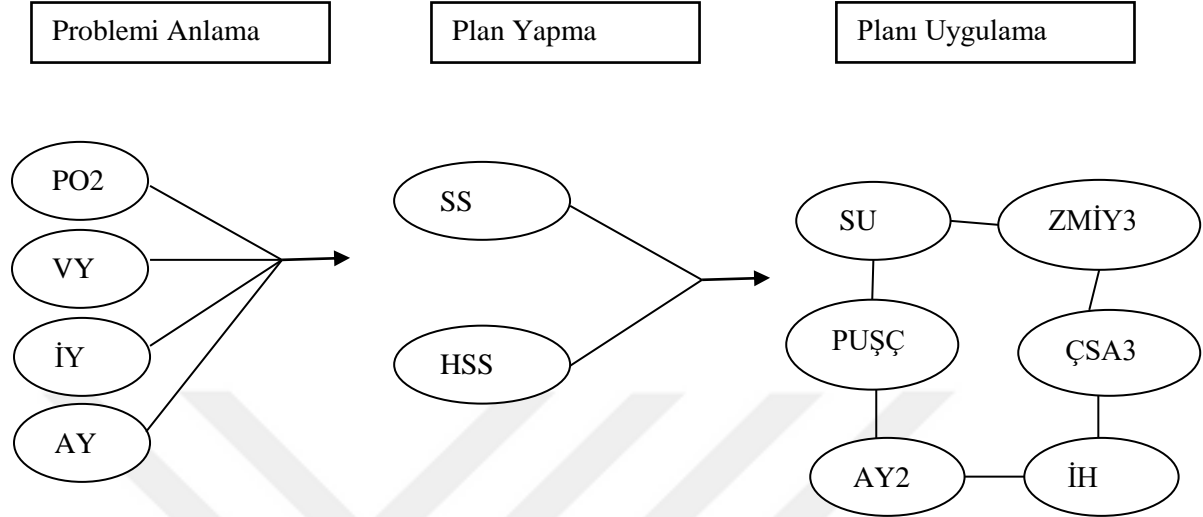 Problemi Anlama
Plan Yapma
Planı Uygulama
PO2
VY
İY
AY
SS
HSS
SU
ZMİY3
PUŞÇ
ÇSA3
AY2
İH